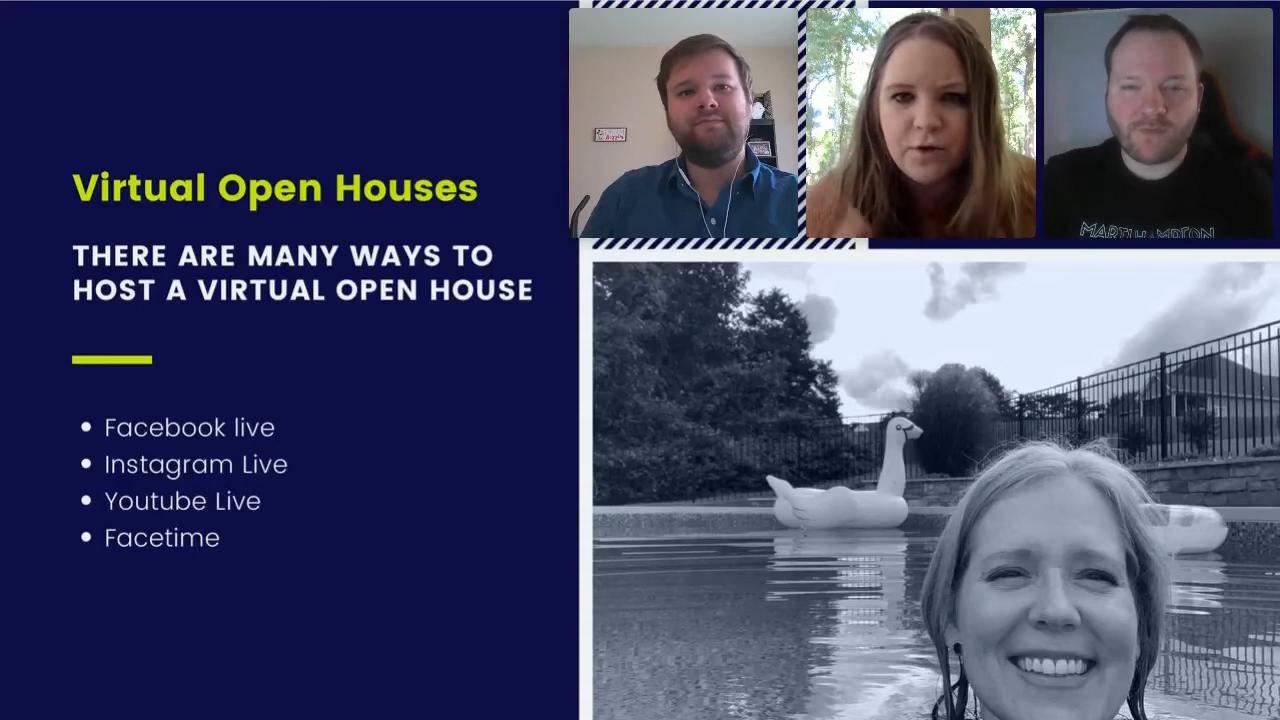 Virtual Open Houses
THERE ARE MANY WAYS TO
HOST A VIRTUAL OPEN HOUSE
Facebook live
Instagram Live
Youtube Live
Facetime